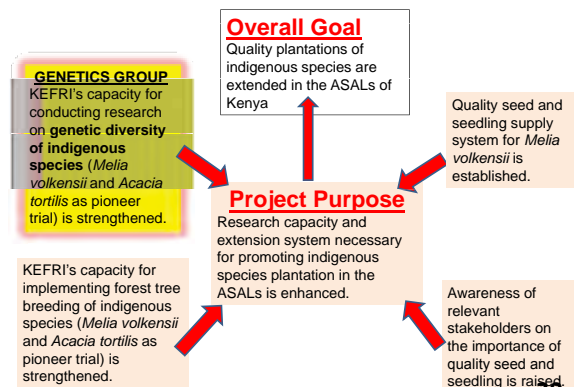 Overall Goal
Quality plantations of
indigenous species are
extended in the ASALs of
Kenya
GENETICS GROUP
KEFRI's capacity for
conducting research
on genetic diversity
of indigenous
species (Melia
volkensii and Acacia
tortilis as pioneer
trial) is strengthened.
Quality seed and
seedling supply
system for Melia
volkensii is
established.
Project Purpose
Research capacity and
extension system necessary
for promoting indigenous
species plantation in the
ASALs is enhanced.
KEFRI's capacity for
implementing forest tree
breeding of indigenous
species (Melia volkensii
and Acacia tortilis as
pioneer trial) is
strengthened.
Awareness of
relevant
stakeholders on
the importance of
quality seed and
seedling is raised.